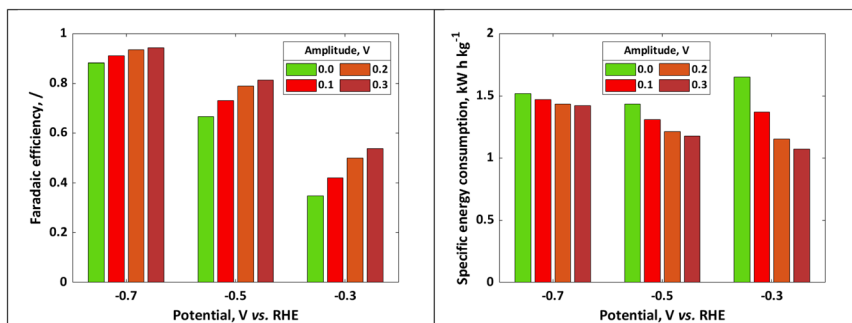 Faradaic efficiency, /
1
0.8
0.6
0.4
0.2
0
Amplitude, V
0.0 0.2
0.1 0.3
-0.7 -0.5 -0.3
Potential, V vs. RHE
Specific energy consumption, kW h kg⁻¹
2
1.5
1
0.5
0
Amplitude, V
0.0 0.2
0.1 0.3
-0.7 -0.5 -0.3
Potential, V vs. RHE